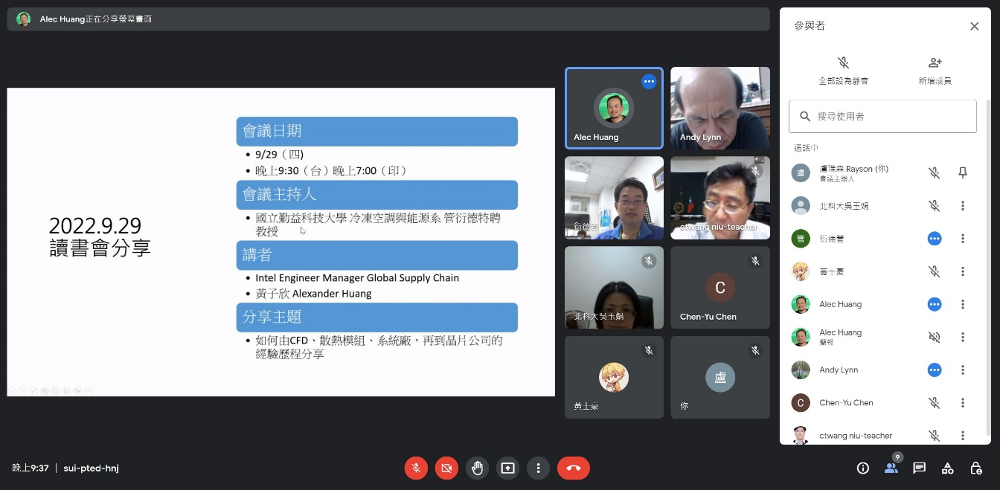 Alec Huang正在分享螢幕畫面
2022.9.29
讀書會分享
會議日期
• 9/29（四)
• 晚上9:30（台）晚上7:00（印）
會議主持人
• 國立勤益科技大學 冷凍空調與能源系 管衍德特聘
教授
講者
• Intel Engineer Manager Global Supply Chain
• 黃子欣 Alexander Huang
分享主題
• 如何由CFD、散熱模組、系統廠，再到晶片公司的
經驗歷程分享
Alec Huang
Andy Lynn
衍德管
ctwang niu-teacher
北科大吳玉娟
C
Chen-Yu Chen
黃士豪
盧
你
參與者
全部設為靜音
新增成員
搜尋使用者
通話中
盧
盧瑞森 Rayson (你)
會議主辦人
北科大吳玉娟
管
衍德管
黃士豪
Alec Huang
Alec Huang
簡報
Andy Lynn
C
Chen-Yu Chen
ctwang niu-teacher
晚上9:37 | sui-pted-hnj
9